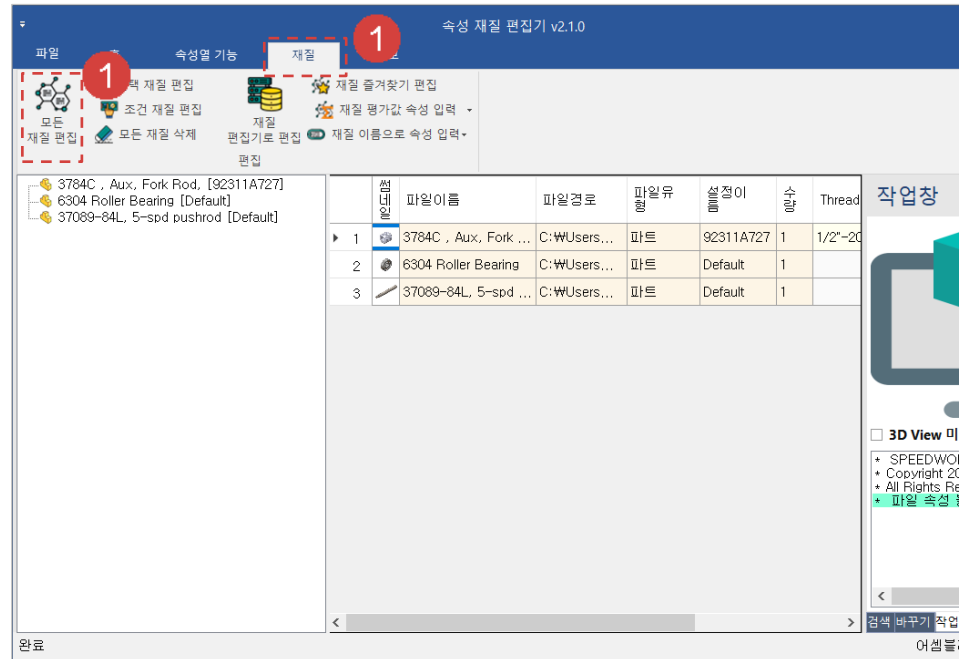 속성 재질 편집기 v2.1.0
파일
속성열 기능
재질
1
1
재질 편집
조건 재질 편집
모든 재질 삭제
모든
재질 편집
재질
편집기로 편집
재질 즐겨찾기 편집
재질 평가값 속성 입력
재질 이름으로 속성 입력
편집
3784C , Aux, Fork Rod, [92311A727]
6304 Roller Bearing [Default]
37089-84L, 5-spd pushrod [Default]
썸네일 파일이름 파일경로 파일유형 설정이름 수량 Thread
1 3784C , Aux, Fork ... C:₩Users... 파트 92311A727 1 1/2"-20
2 6304 Roller Bearing C:₩Users... 파트 Default 1
3 37089-84L, 5-spd ... C:₩Users... 파트 Default 1
작업창
3D View 미
* SPEEDWO
* Copyright 20
* All Rights Re
* 파일 속성
검색 바꾸기 작업
완료
어셈블